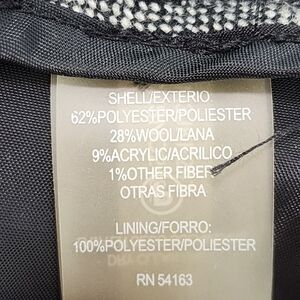 SHELL/EXTERIO
62%POLYESTER/POLIESTER
28%WOOL/LANA
9%ACRYLIC/ACRILICO
1%OTHER FIBER
OTRAS FIBRA
LINING/FORRO:
100%POLYESTER/POLIESTER
RN 54163